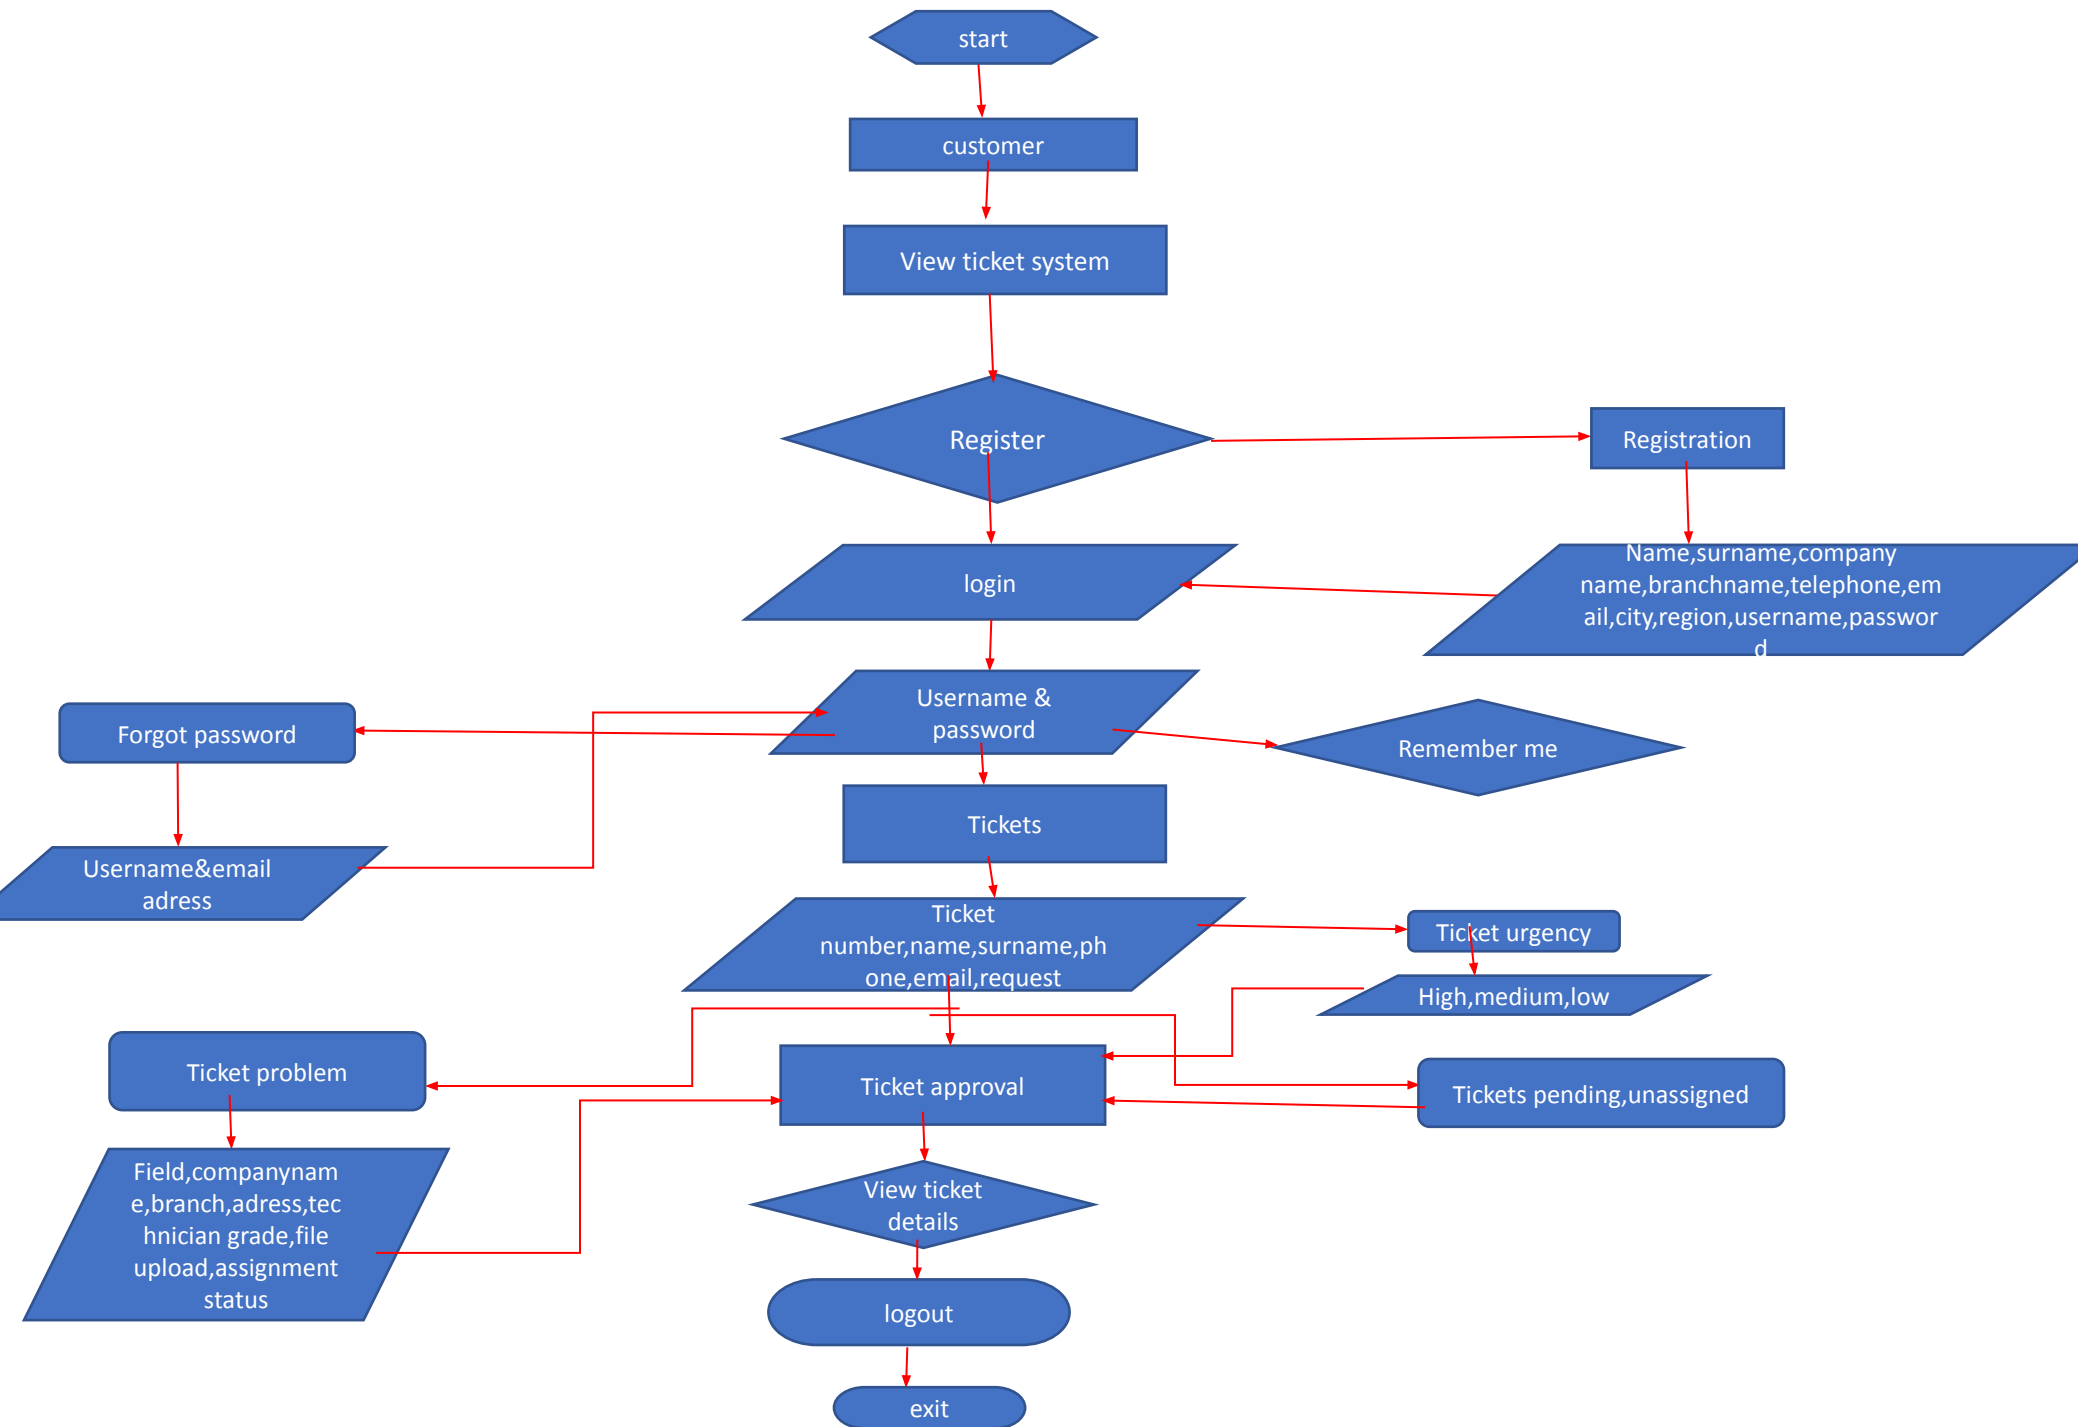 start
customer
View ticket system
Register
Registration
login
Name,surname,company
name,branchname,telephone,em
ail,city,region,username,passwor
d
Username &
password
Forgot password
Remember me
Tickets
Username&email
adress
Ticket
number,name,surname,ph
one,email,request
Ticket urgency
High,medium,low
Ticket problem
Ticket approval
Tickets pending,unassigned
Field,companynam
e,branch,adress,tec
hnician grade,file
upload,assignment
status
View ticket
details
logout
exit